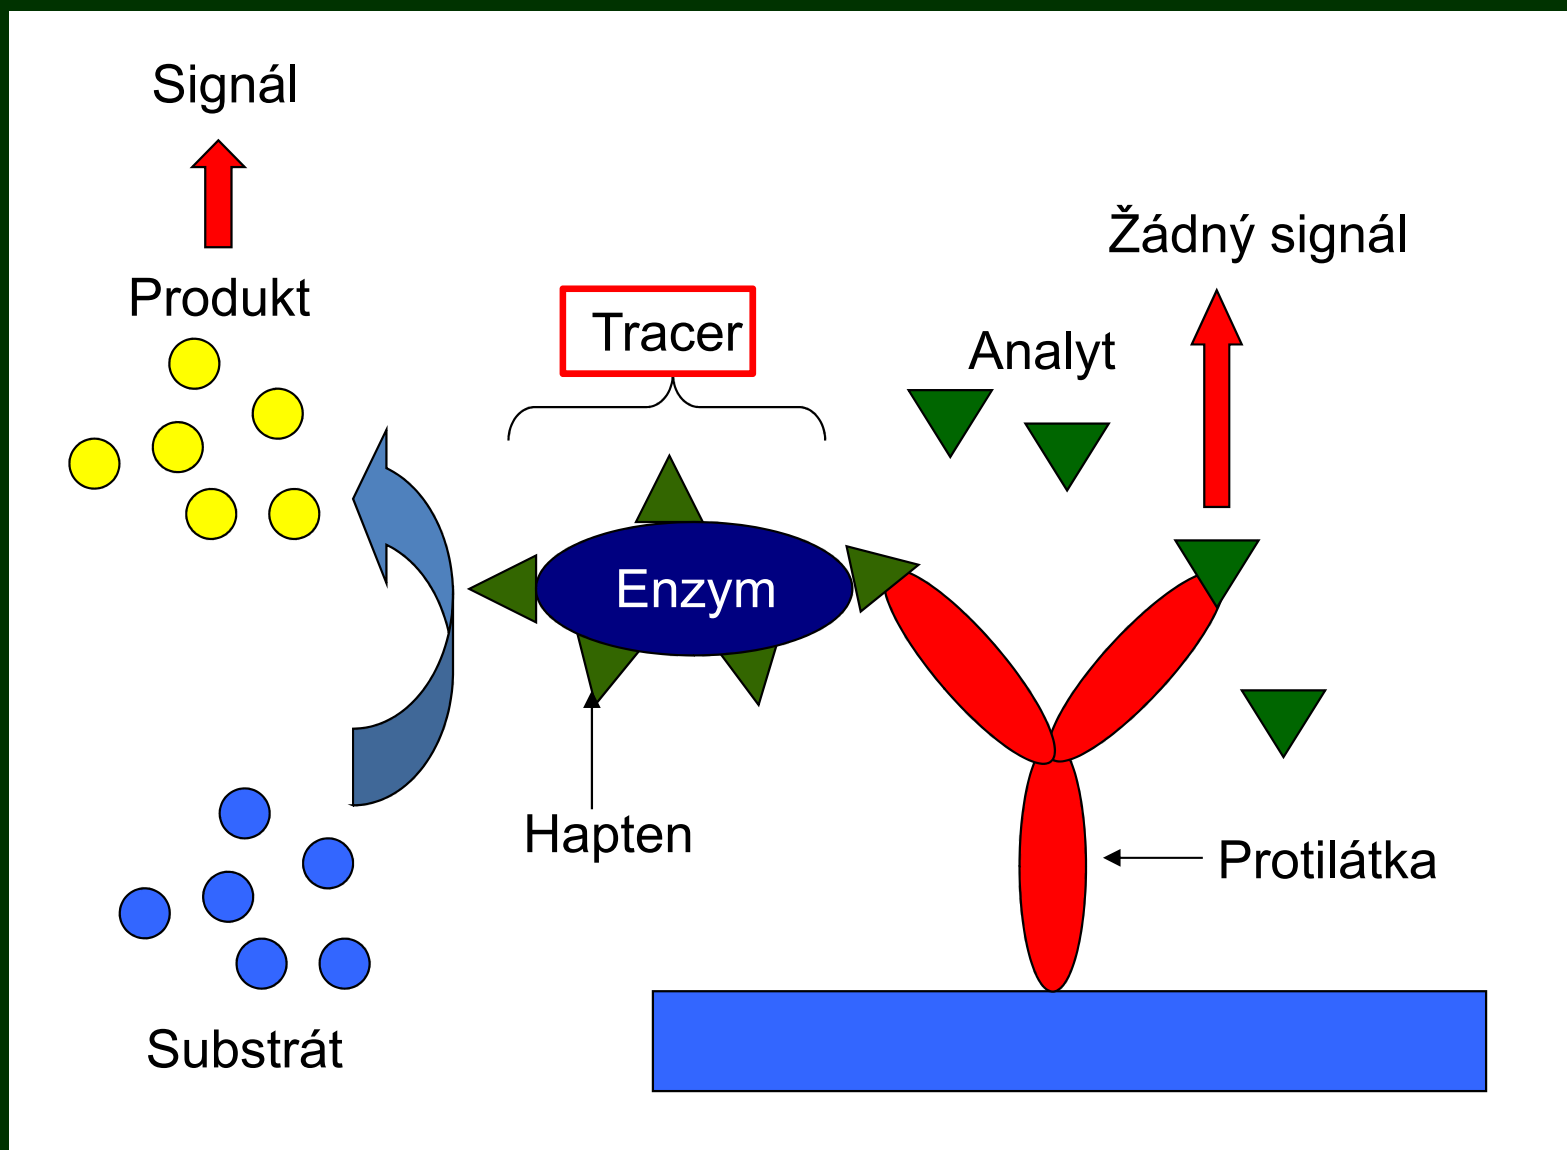 Signál
Žádný signál
Produkt
Tracer
Analyt
Enzym
Hapten
Protilátka
Substrát